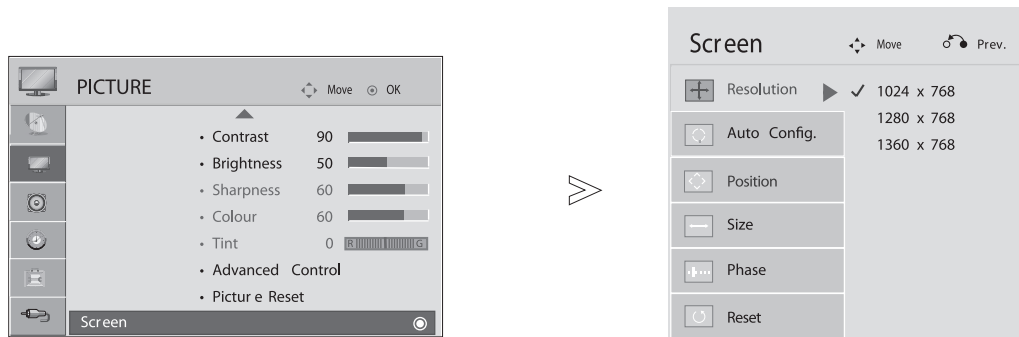 PICTURE
Move OK
• Contrast 90
• Brightness 50
• Sharpness 60
• Colour 60
• Tint 0 R G
• Advanced Control
• Pictur e Reset
Screen
Screen
Move Prev.
Resolution
✓ 1024 x 768
1280 x 768
1360 x 768
Auto Config.
Position
Size
Phase
Reset